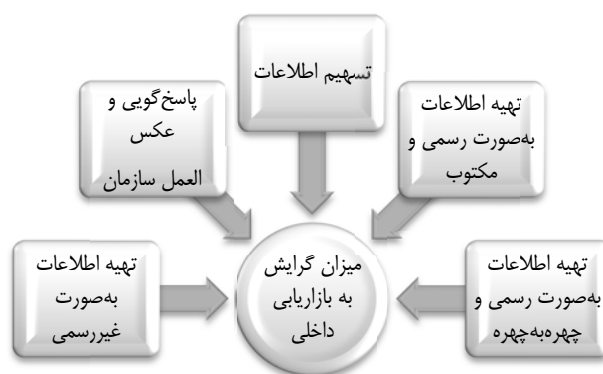 تسهیم اطلاعات
تهیه اطلاعات
به‌صورت رسمی و
مکتوب
پاسخ‌گویی و
عکس
العمل سازمان
تهیه اطلاعات
به‌صورت رسمی و
چهره‌به‌چهره
میزان گرایش
به بازاریابی
داخلی
تهیه اطلاعات
به‌صورت
غیررسمی